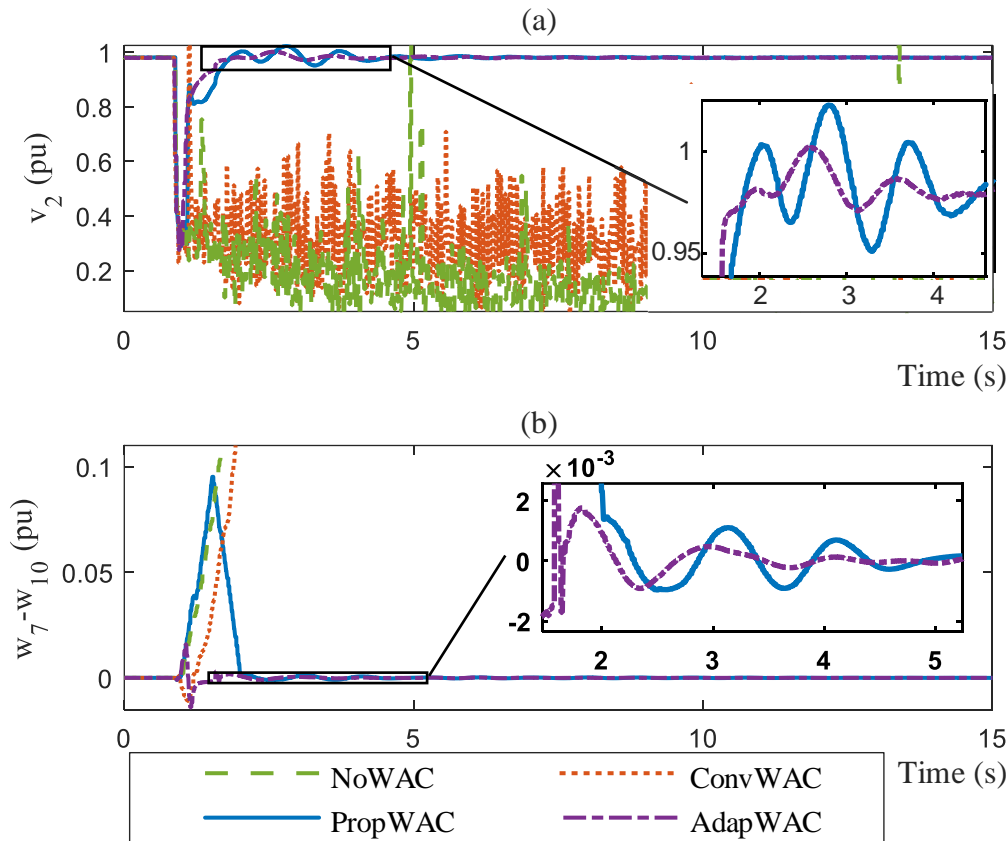 (a)
1
0.8
0.6
0.4
0.2
v2 (pu)
1
0.95
2 3 4
0 5 10 15
Time (s)
(b)
0.1
0.05
0
w7-w10 (pu)
×10-3
2
0
-2
2 3 4 5
0 5 10 15
Time (s)
NoWAC ConvWAC
PropWAC AdapWAC